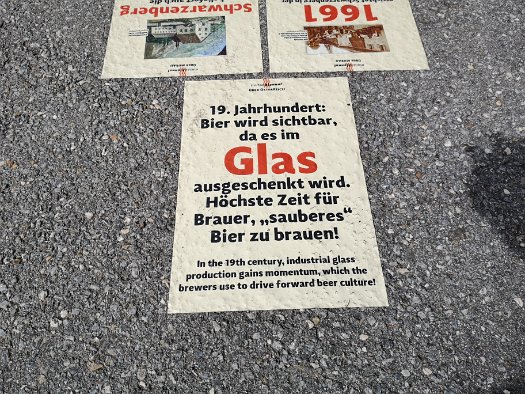 Schwarzenberg
1661
19. Jahrhundert:
Bier wird sichtbar,
da es im
Glas
ausgeschenkt wird.
Höchste Zeit für
Brauer, „sauberes“
Bier zu brauen!
In the 19th century, industrial glass
production gains momentum, which the
brewers use to drive forward beer culture!